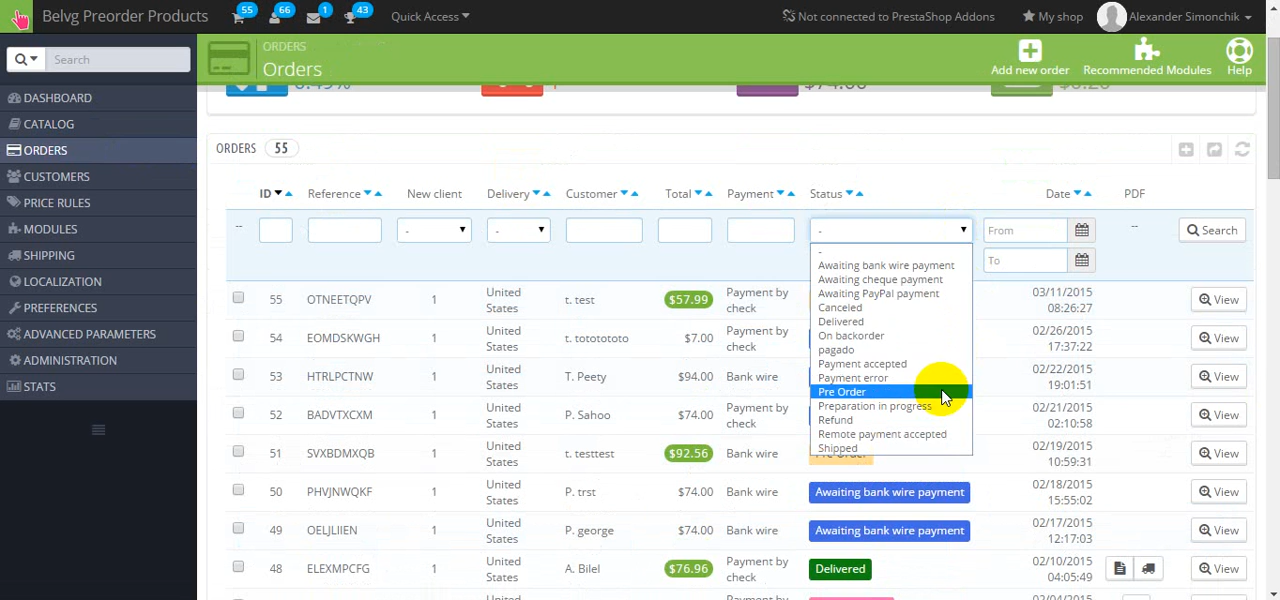 Belvg Preorder Products 55 66 1 43 Quick Access Not connected to PrestaShop Addons My shop Alexander Simonchik
Search
ORDERS
Orders
Add new order Recommended Modules Help
DASHBOARD
CATALOG
ORDERS
CUSTOMERS
PRICE RULES
MODULES
SHIPPING
LOCALIZATION
PREFERENCES
ADVANCED PARAMETERS
ADMINISTRATION
STATS
ORDERS 55
ID Reference New client Delivery Customer Total Payment Status Date PDF
-- - - - From -- Search
To
-
Awaiting bank wire payment
Awaiting cheque payment
Awaiting PayPal payment
Canceled
Delivered
On backorder
pagado
Payment accepted
Payment error
Pre Order
Preparation in progress
Refund
Remote payment accepted
Shipped
55 OTNEETQPV 1 United States t. test $57.99 Payment by check 03/11/2015 08:26:27 View
54 EOMDSKWGH 1 United States t. tototototo $7.00 Payment by check 02/26/2015 17:37:22 View
53 HTRLPCTNW 1 United States T. Peety $94.00 Bank wire 02/22/2015 19:01:51 View
52 BADVTXCXM 1 United States P. Sahoo $74.00 Bank wire 02/21/2015 02:10:58 View
51 SVXBDMXQB 1 United States t. testtest $92.56 Bank wire 02/19/2015 10:59:31 View
50 PHVJNWQKF 1 United States P. trst $74.00 Bank wire Awaiting bank wire payment 02/18/2015 15:55:02 View
49 OELJLIIEN 1 United States P. george $74.00 Bank wire Awaiting bank wire payment 02/17/2015 12:17:03 View
48 ELEXMPCFG 1 United States A. Bilel $76.96 Payment by check Delivered 02/10/2015 04:05:49 View